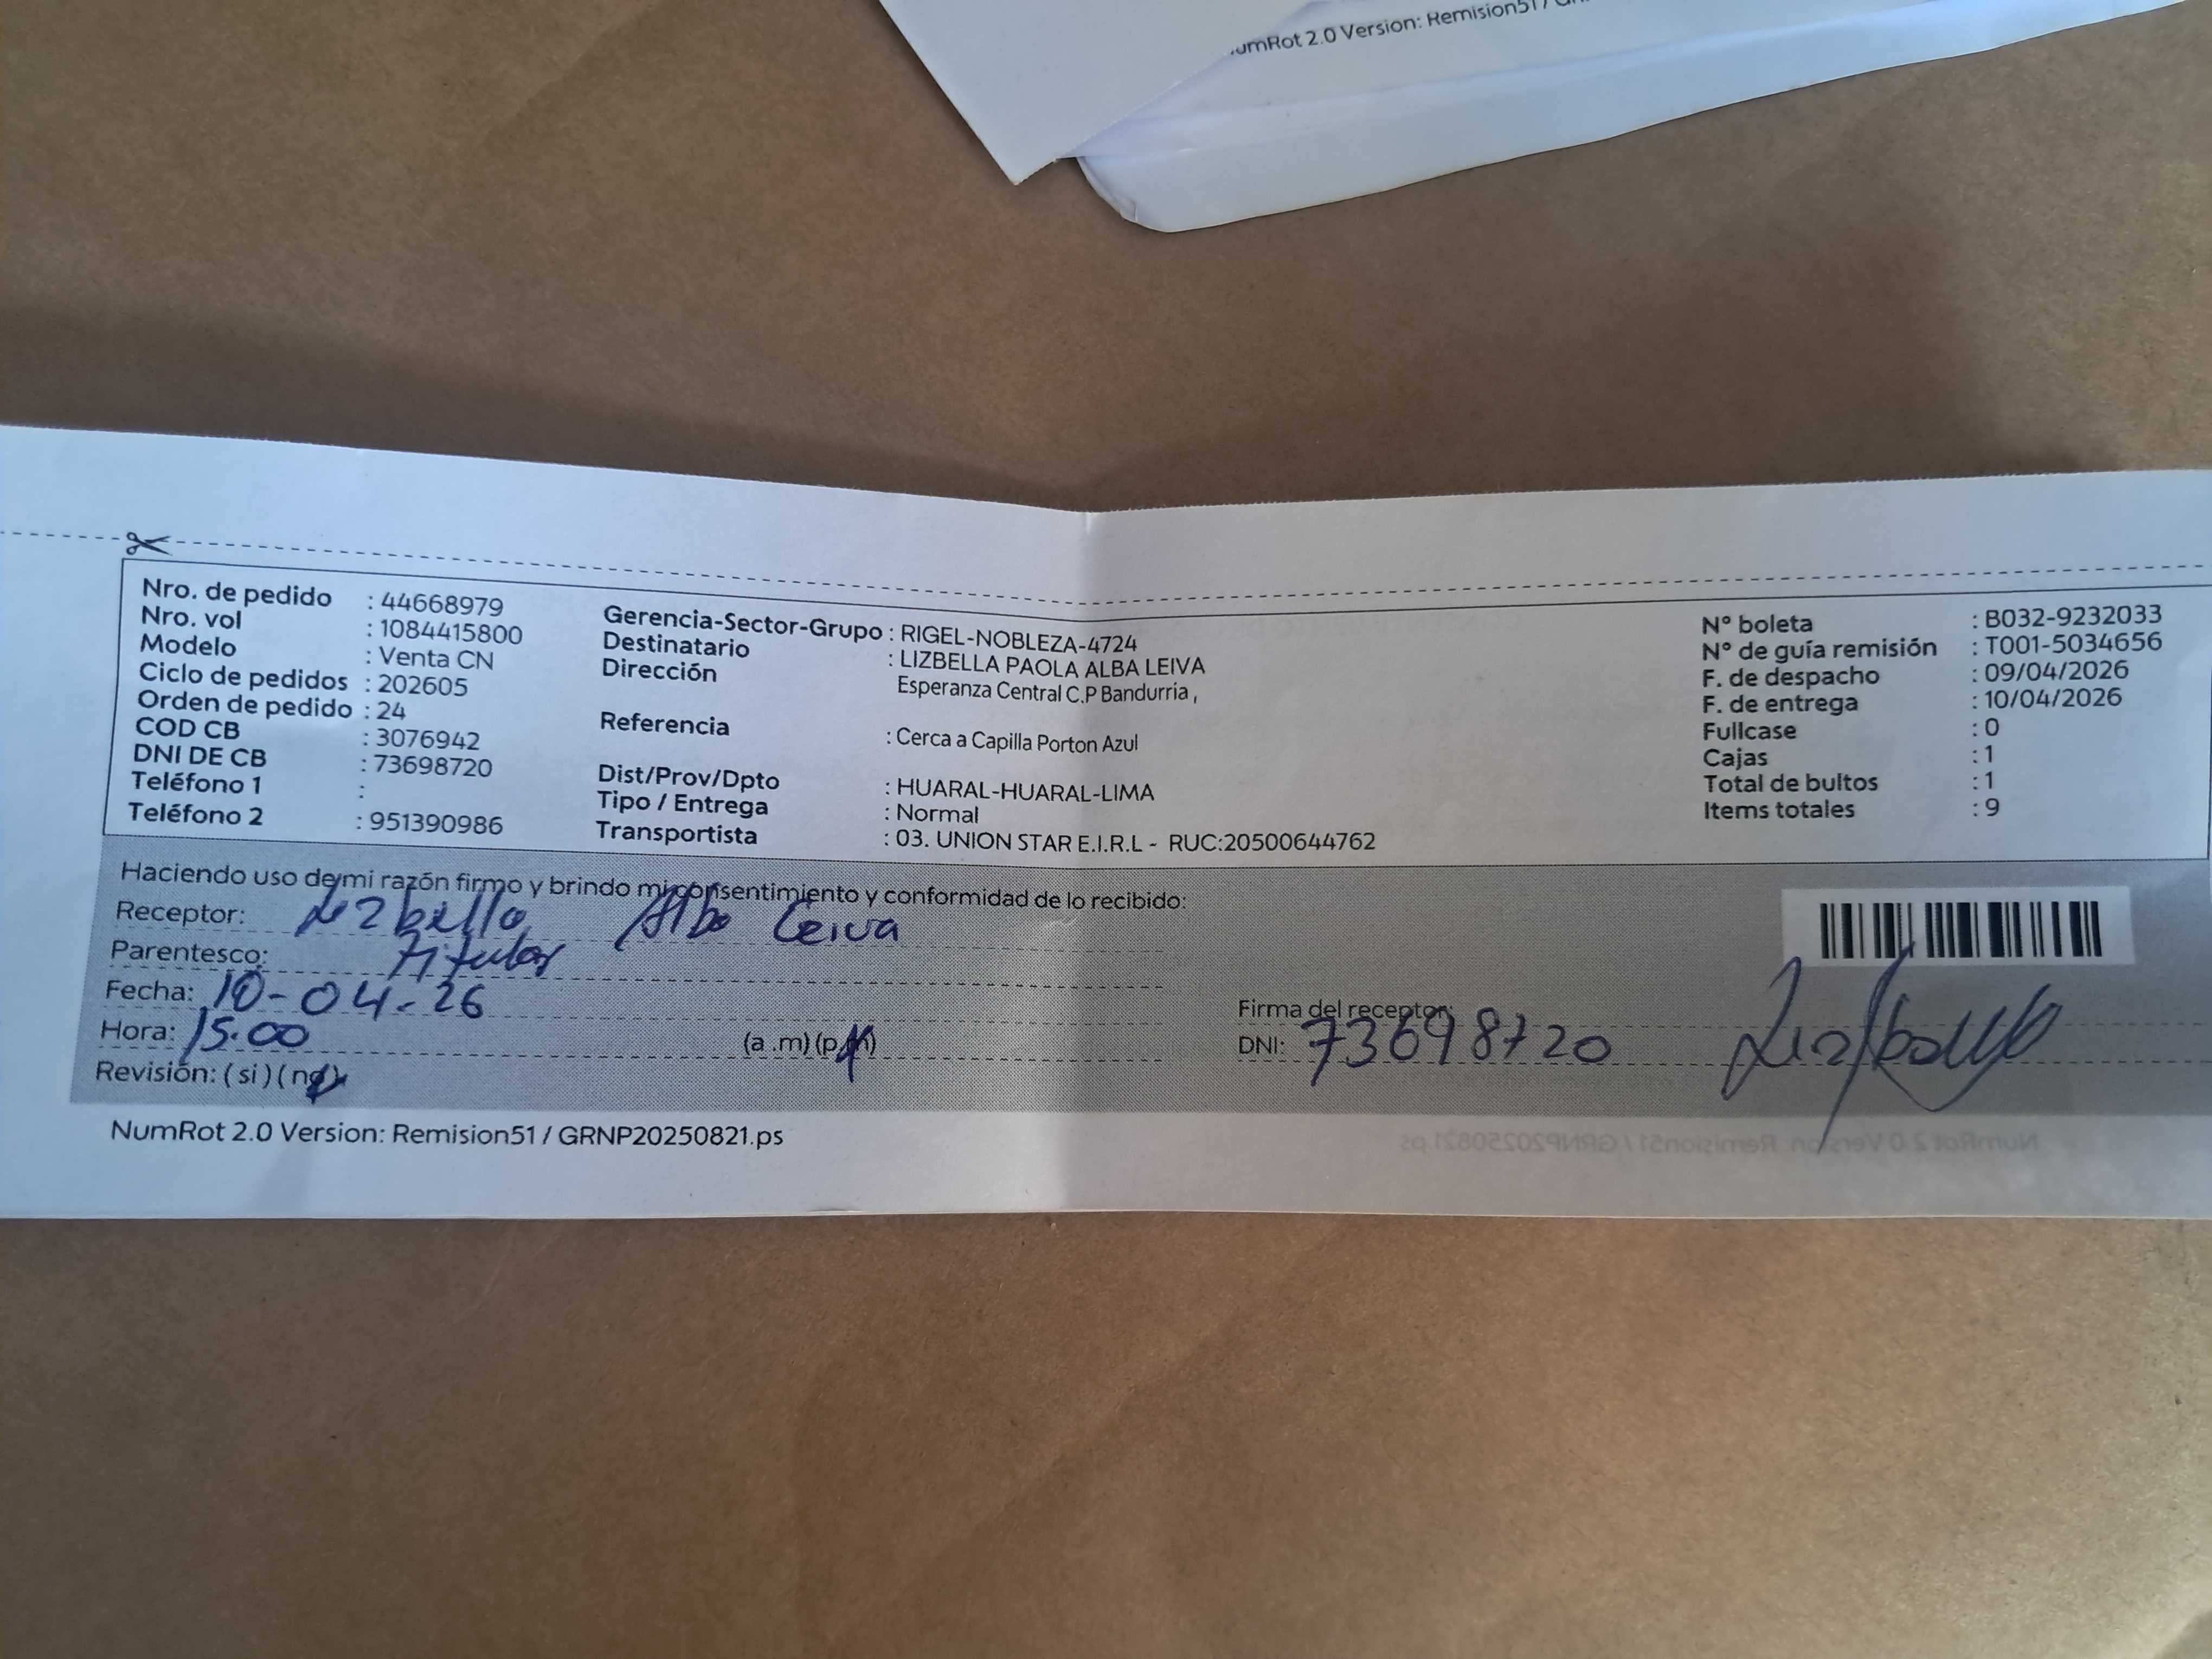 umRot 2.0 Version: Remision51 /
Nro. de pedido : 44668979
Nro. vol : 1084415800
Modelo : Venta CN
Ciclo de pedidos : 202605
Orden de pedido : 24
COD CB : 3076942
DNI DE CB : 73698720
Teléfono 1 :
Teléfono 2 : 951390986
Gerencia-Sector-Grupo : RIGEL-NOBLEZA-4724
Destinatario : LIZBELLA PAOLA ALBA LEIVA
Dirección Esperanza Central C.P Bandurria ,
Referencia : Cerca a Capilla Porton Azul
Dist/Prov/Dpto : HUARAL-HUARAL-LIMA
Tipo / Entrega : Normal
Transportista : 03. UNION STAR E.I.R.L - RUC:20500644762
N° boleta : B032-9232033
N° de guía remisión : T001-5034656
F. de despacho : 09/04/2026
F. de entrega : 10/04/2026
Fullcase : 0
Cajas : 1
Total de bultos : 1
Items totales : 9
Haciendo uso de mi razón firmo y brindo mi consentimiento y conformidad de lo recibido:
Receptor: Lizbella Alba Leiva
Parentesco: Titular
Fecha: 10-04-26
Hora: 15:00 (a .m) (p.m)
Revisión: ( si ) ( no )
Firma del receptor:
DNI: 73698720
NumRot 2.0 Version: Remision51 / GRNP20250821.ps